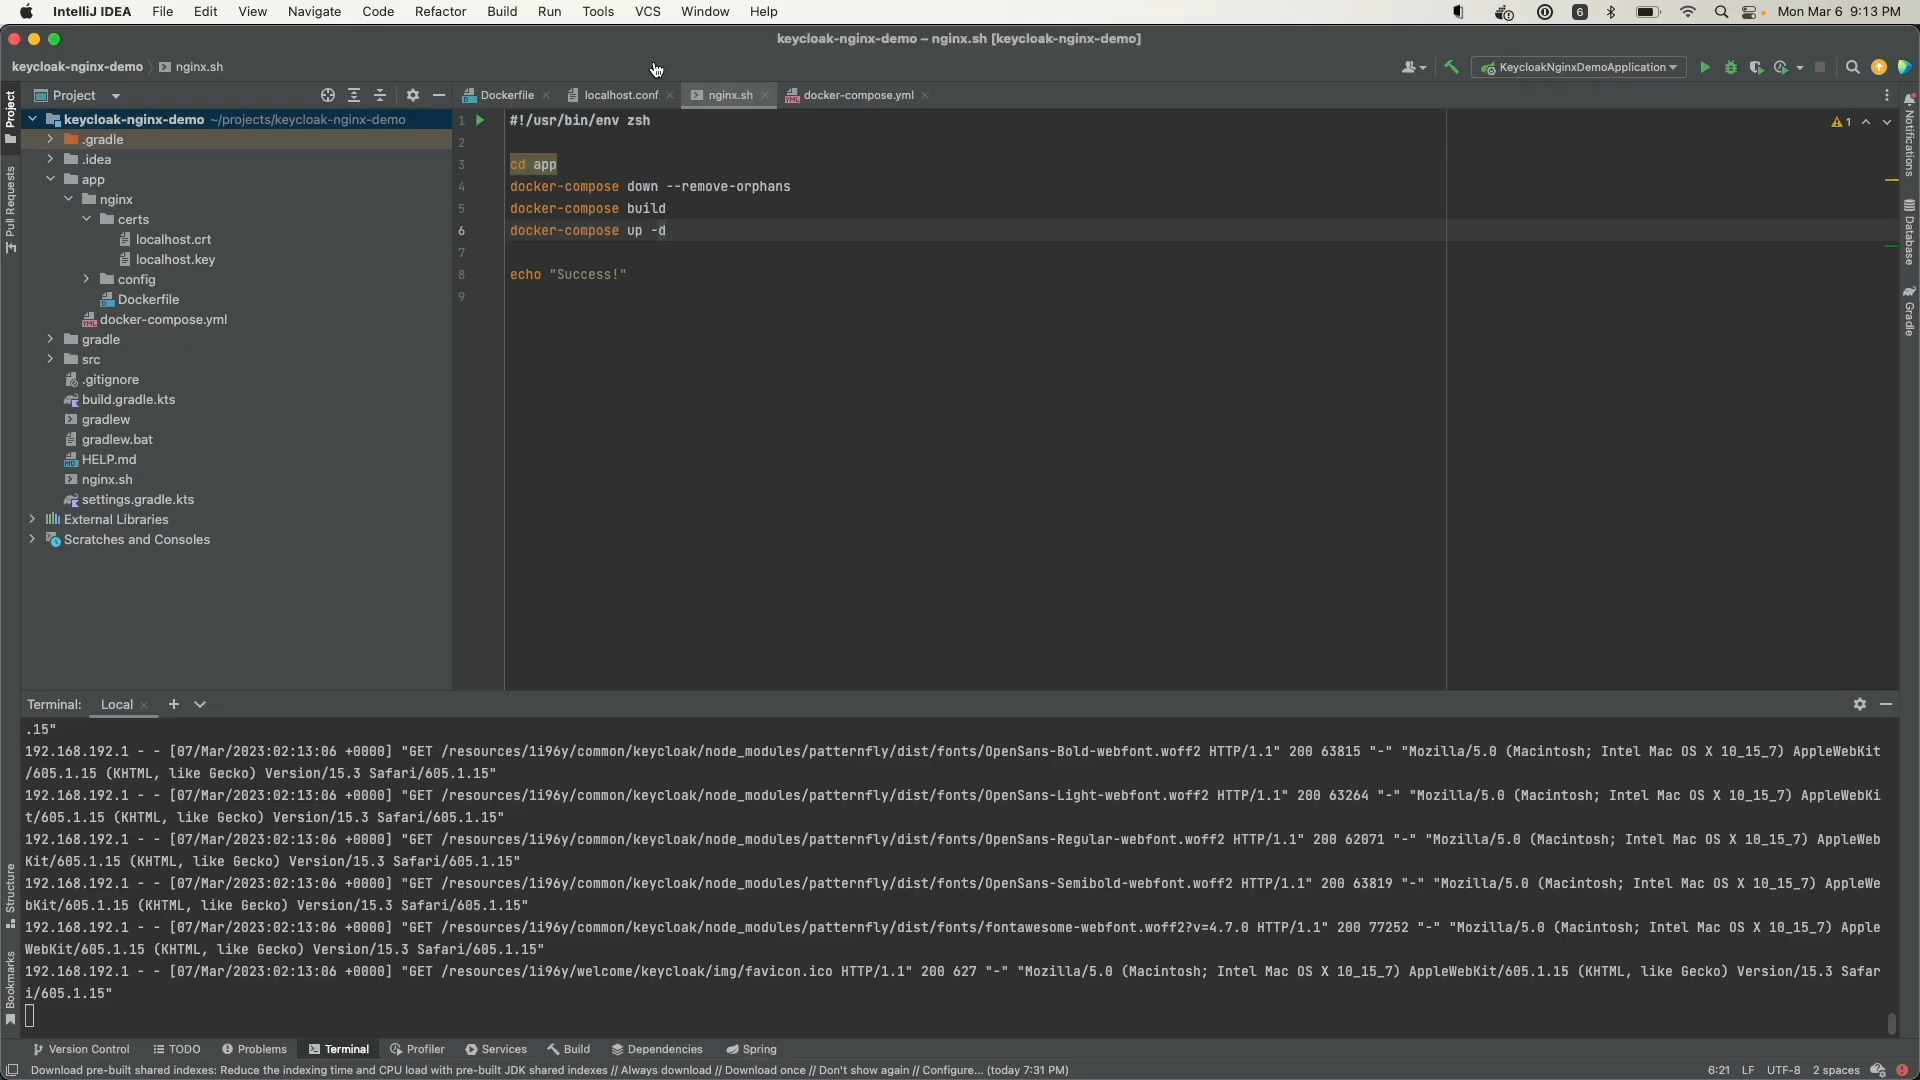 IntelliJ IDEA File Edit View Navigate Code Refactor Build Run Tools VCS Window Help 6 Mon Mar 6 9:13 PM
keycloak-nginx-demo – nginx.sh [keycloak-nginx-demo]
keycloak-nginx-demo nginx.sh KeycloakNginxDemoApplication
Project Dockerfile localhost.conf nginx.sh docker-compose.yml
Project
Pull Requests
Structure
Bookmarks
keycloak-nginx-demo ~/projects/keycloak-nginx-demo
.gradle
.idea
app
nginx
certs
localhost.crt
localhost.key
config
Dockerfile
docker-compose.yml
gradle
src
.gitignore
build.gradle.kts
gradlew
gradlew.bat
HELP.md
nginx.sh
settings.gradle.kts
External Libraries
Scratches and Consoles
1 #!/usr/bin/env zsh
2
3 cd app
4 docker-compose down --remove-orphans
5 docker-compose build
6 docker-compose up -d
7
8 echo "Success!"
9
1
Notifications
Database
Gradle
Terminal: Local
.15"
192.168.192.1 - - [07/Mar/2023:02:13:06 +0000] "GET /resources/1i96y/common/keycloak/node_modules/patternfly/dist/fonts/OpenSans-Bold-webfont.woff2 HTTP/1.1" 200 63815 "-" "Mozilla/5.0 (Macintosh; Intel Mac OS X 10_15_7) AppleWebKit
/605.1.15 (KHTML, like Gecko) Version/15.3 Safari/605.1.15"
192.168.192.1 - - [07/Mar/2023:02:13:06 +0000] "GET /resources/1i96y/common/keycloak/node_modules/patternfly/dist/fonts/OpenSans-Light-webfont.woff2 HTTP/1.1" 200 63264 "-" "Mozilla/5.0 (Macintosh; Intel Mac OS X 10_15_7) AppleWebKi
t/605.1.15 (KHTML, like Gecko) Version/15.3 Safari/605.1.15"
192.168.192.1 - - [07/Mar/2023:02:13:06 +0000] "GET /resources/1i96y/common/keycloak/node_modules/patternfly/dist/fonts/OpenSans-Regular-webfont.woff2 HTTP/1.1" 200 62071 "-" "Mozilla/5.0 (Macintosh; Intel Mac OS X 10_15_7) AppleWeb
Kit/605.1.15 (KHTML, like Gecko) Version/15.3 Safari/605.1.15"
192.168.192.1 - - [07/Mar/2023:02:13:06 +0000] "GET /resources/1i96y/common/keycloak/node_modules/patternfly/dist/fonts/OpenSans-Semibold-webfont.woff2 HTTP/1.1" 200 63819 "-" "Mozilla/5.0 (Macintosh; Intel Mac OS X 10_15_7) AppleWe
bKit/605.1.15 (KHTML, like Gecko) Version/15.3 Safari/605.1.15"
192.168.192.1 - - [07/Mar/2023:02:13:06 +0000] "GET /resources/1i96y/common/keycloak/node_modules/patternfly/dist/fonts/fontawesome-webfont.woff2?v=4.7.0 HTTP/1.1" 200 77252 "-" "Mozilla/5.0 (Macintosh; Intel Mac OS X 10_15_7) Apple
WebKit/605.1.15 (KHTML, like Gecko) Version/15.3 Safari/605.1.15"
192.168.192.1 - - [07/Mar/2023:02:13:06 +0000] "GET /resources/1i96y/welcome/keycloak/img/favicon.ico HTTP/1.1" 200 627 "-" "Mozilla/5.0 (Macintosh; Intel Mac OS X 10_15_7) AppleWebKit/605.1.15 (KHTML, like Gecko) Version/15.3 Safar
i/605.1.15"
Version Control TODO Problems Terminal Profiler Services Build Dependencies Spring
Download pre-built shared indexes: Reduce the indexing time and CPU load with pre-built JDK shared indexes // Always download // Download once // Don't show again // Configure... (today 7:31 PM) 6:21 LF UTF-8 2 spaces